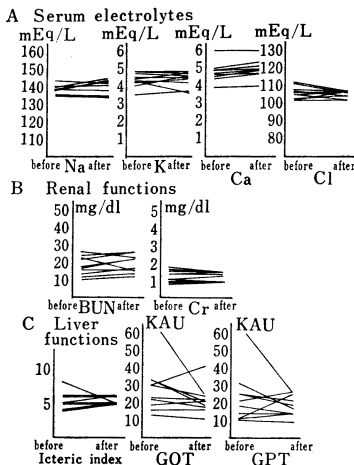 A Serum electrolytes
mEq/L mEq/L mEq/L mEq/L
160 150 140 130 120 110
6 5 4 3 2 1
6 5 4 3 2 1
130 120 110 100 90 80
before Na after
before K after
before after
Ca
before after
Cl
B Renal functions
mg/dl mg/dl
50 40 30 20 10
5 4 3 2 1
before BUN after
before Cr after
C Liver functions
KAU KAU
10 5
60 50 40 30 20 10
60 50 40 30 20 10
before after
Icteric index
before after
GOT
before after
GPT